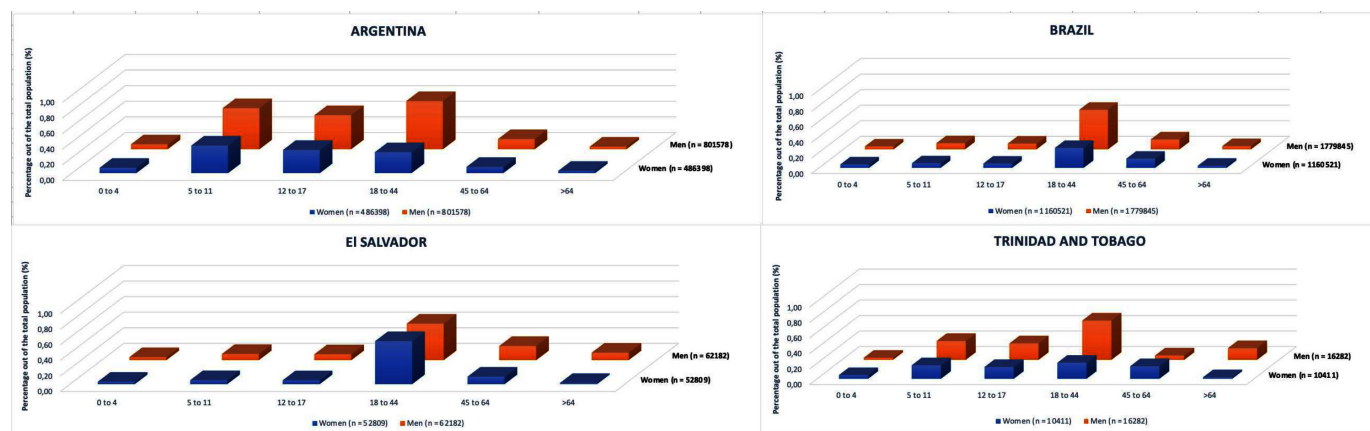 ARGENTINA
Percentage out of the total population (%)
1,00
0,80
0,60
0,40
0,20
0,00
0 to 4
5 to 11
12 to 17
18 to 44
45 to 64
>64
Men (n = 801578)
Women (n = 486398)
Women (n = 486398)
Men (n = 801578)
BRAZIL
Percentage out of the total population (%)
1,00
0,80
0,60
0,40
0,20
0,00
0 to 4
5 to 11
12 to 17
18 to 44
45 to 64
>64
Men (n = 1779845)
Women (n = 1160521)
Women (n = 1160521)
Men (n = 1779845)
El SALVADOR
Percentage out of the total population (%)
1,00
0,80
0,60
0,40
0,20
0,00
0 to 4
5 to 11
12 to 17
18 to 44
45 to 64
>64
Men (n = 62182)
Women (n = 52809)
Women (n = 52809)
Men (n = 62182)
TRINIDAD AND TOBAGO
Percentage out of the total population (%)
1,00
0,80
0,60
0,40
0,20
0,00
0 to 4
5 to 11
12 to 17
18 to 44
45 to 64
>64
Men (n = 16282)
Women (n = 10411)
Women (n = 10411)
Men (n = 16282)